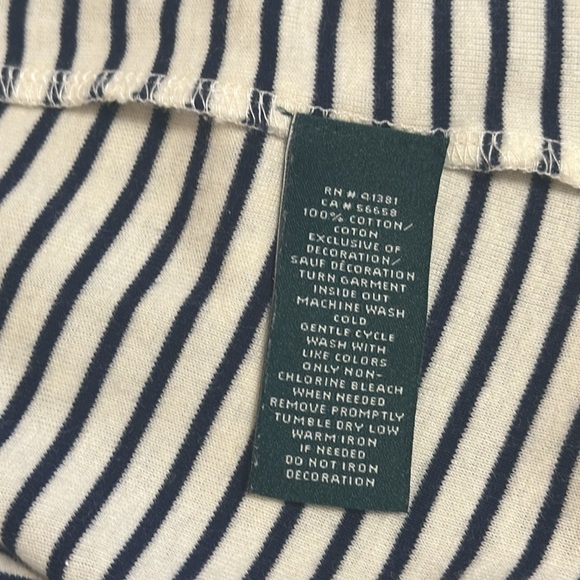 RN # Q1381
CA # 56658
100% COTTON/
COTON
EXCLUSIVE OF
DECORATION/
SAUF DÉCORATION
TURN GARMENT
INSIDE OUT
MACHINE WASH
COLD
GENTLE CYCLE
WASH WITH
LIKE COLORS
ONLY NON-
CHLORINE BLEACH
WHEN NEEDED
REMOVE PROMPTLY
TUMBLE DRY LOW
WARM IRON
IF NEEDED
DO NOT IRON
DECORATION